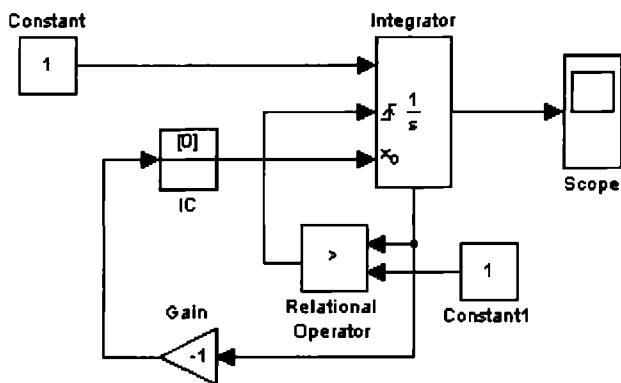 Constant
Integrator
1
1
s
x0
[0]
IC
Scope
>
1
Relational
Operator
Constant1
Gain
-1